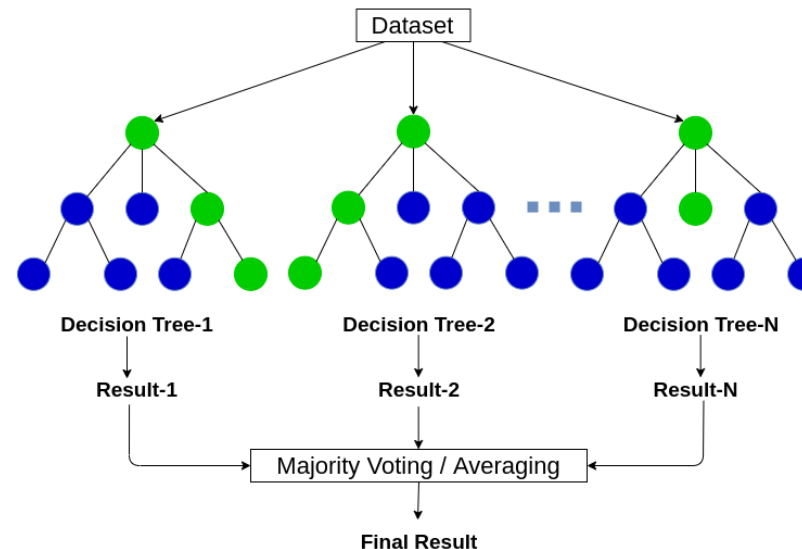 Dataset
Decision Tree-1
Decision Tree-2
Decision Tree-N
Result-1
Result-2
Result-N
Majority Voting / Averaging
Final Result